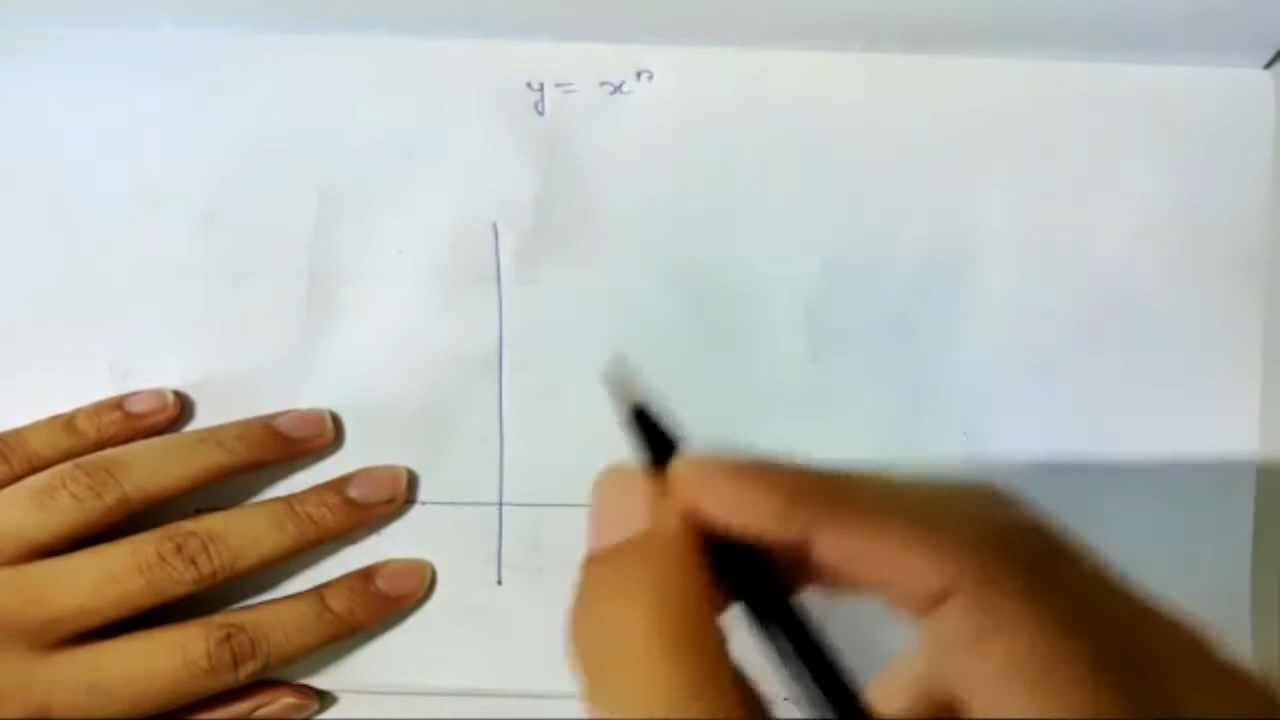 y = xⁿ